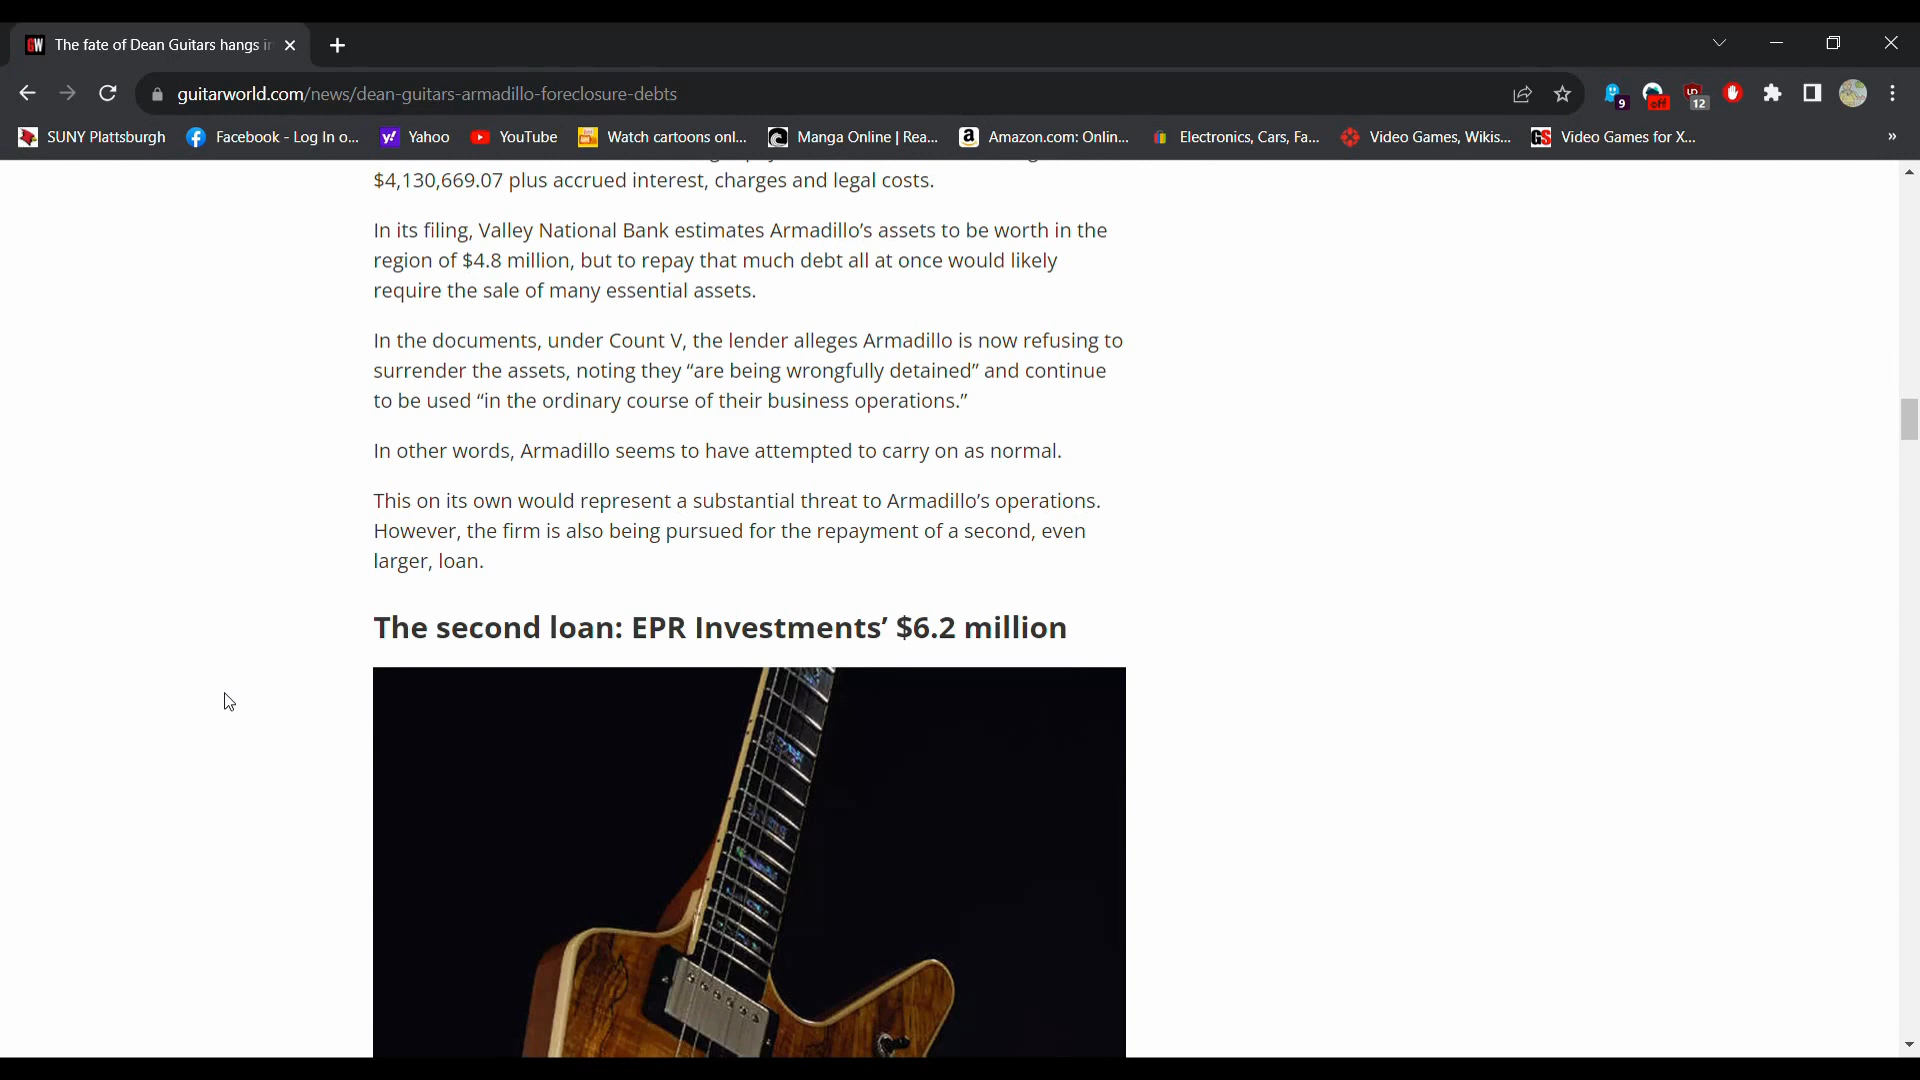 GW The fate of Dean Guitars hangs in
guitarworld.com/news/dean-guitars-armadillo-foreclosure-debts
9 off 12
SUNY Plattsburgh Facebook - Log In o... Yahoo YouTube Watch cartoons onl... Manga Online | Rea... Amazon.com: Onlin... Electronics, Cars, Fa... Video Games, Wikis... GS Video Games for X... »
$4,130,669.07 plus accrued interest, charges and legal costs.
In its filing, Valley National Bank estimates Armadillo’s assets to be worth in the
region of $4.8 million, but to repay that much debt all at once would likely
require the sale of many essential assets.
In the documents, under Count V, the lender alleges Armadillo is now refusing to
surrender the assets, noting they “are being wrongfully detained” and continue
to be used “in the ordinary course of their business operations.”
In other words, Armadillo seems to have attempted to carry on as normal.
This on its own would represent a substantial threat to Armadillo’s operations.
However, the firm is also being pursued for the repayment of a second, even
larger, loan.
The second loan: EPR Investments’ $6.2 million